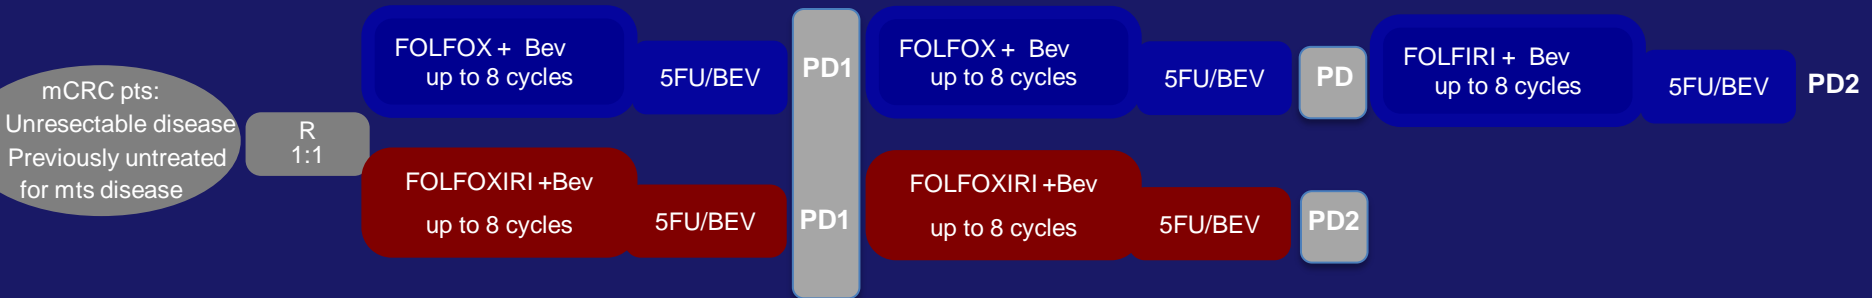 mCRC pts:
Unresectable disease
Previously untreated
for mts disease
R
1:1
FOLFOX + Bev
up to 8 cycles
5FU/BEV
PD1
FOLFOX + Bev
up to 8 cycles
5FU/BEV
PD
FOLFIRI + Bev
up to 8 cycles
5FU/BEV
PD2
FOLFOXIRI +Bev
up to 8 cycles
5FU/BEV
PD1
FOLFOXIRI +Bev
up to 8 cycles
5FU/BEV
PD2